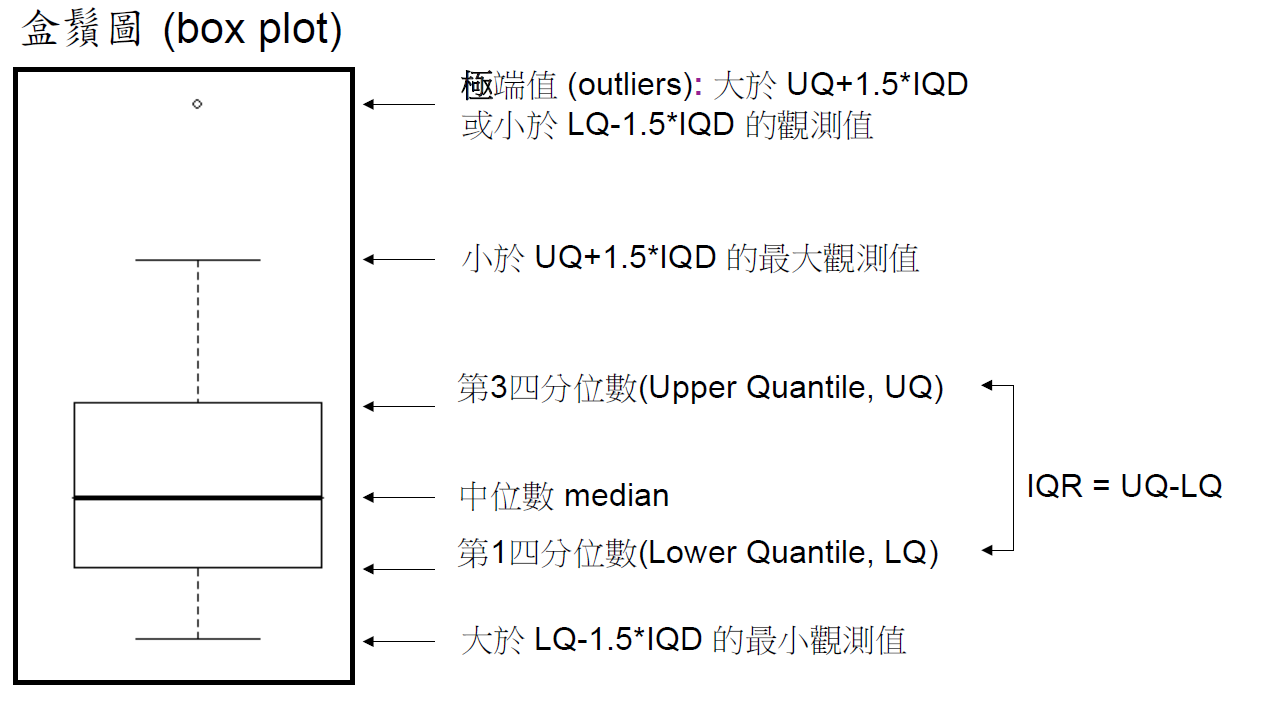 盒鬚圖 (box plot)
極端值 (outliers): 大於 UQ+1.5*IQD
或小於 LQ-1.5*IQD 的觀測值
小於 UQ+1.5*IQD 的最大觀測值
第3四分位數(Upper Quantile, UQ)
中位數 median
IQR = UQ-LQ
第1四分位數(Lower Quantile, LQ)
大於 LQ-1.5*IQD 的最小觀測值